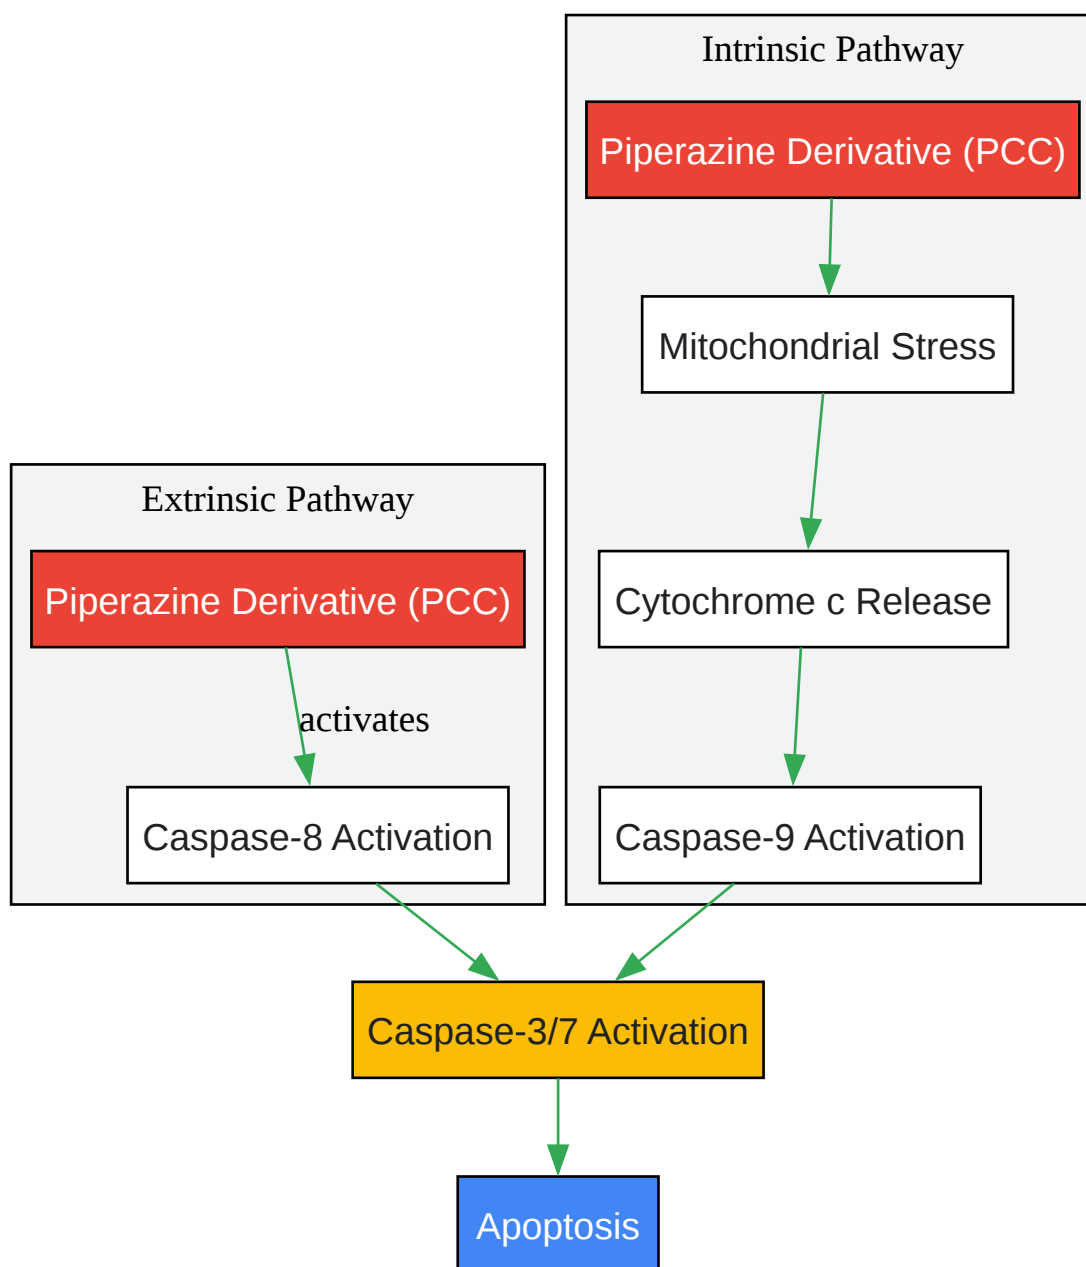 Intrinsic Pathway
Piperazine Derivative (PCC)
Mitochondrial Stress
Cytochrome c Release
Caspase-9 Activation
Extrinsic Pathway
Piperazine Derivative (PCC)
activates
Caspase-8 Activation
Caspase-3/7 Activation
Apoptosis